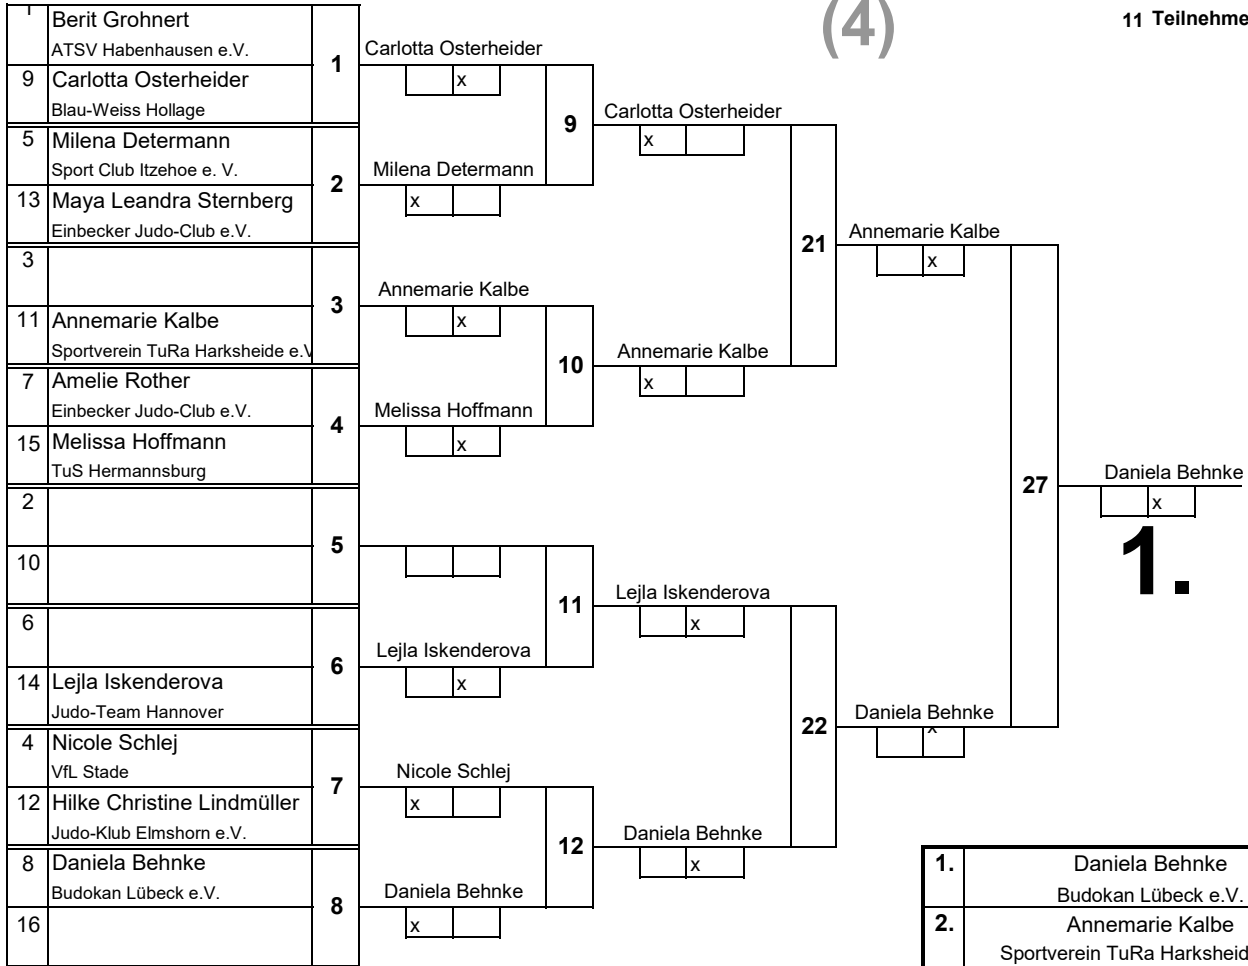 (4)
11 Teilnehme
1 Berit Grohnert
ATSV Habenhausen e.V.
9 Carlotta Osterheider
Blau-Weiss Hollage
5 Milena Determann
Sport Club Itzehoe e. V.
13 Maya Leandra Sternberg
Einbecker Judo-Club e.V.
3
11 Annemarie Kalbe
Sportverein TuRa Harksheide e.V
7 Amelie Rother
Einbecker Judo-Club e.V.
15 Melissa Hoffmann
TuS Hermannsburg
2
10
6
14 Lejla Iskenderova
Judo-Team Hannover
4 Nicole Schlej
VfL Stade
12 Hilke Christine Lindmüller
Judo-Klub Elmshorn e.V.
8 Daniela Behnke
Budokan Lübeck e.V.
16
1
2
3
4
5
6
7
8
Carlotta Osterheider
x
Milena Determann
x
Annemarie Kalbe
x
Melissa Hoffmann
x
Lejla Iskenderova
x
Nicole Schlej
x
Daniela Behnke
x
9
10
11
12
Carlotta Osterheider
x
Annemarie Kalbe
x
Lejla Iskenderova
x
Daniela Behnke
x
21
22
Annemarie Kalbe
x
Daniela Behnke
x
27
Daniela Behnke
x
1.
1. Daniela Behnke
Budokan Lübeck e.V.
2. Annemarie Kalbe
Sportverein TuRa Harksheid